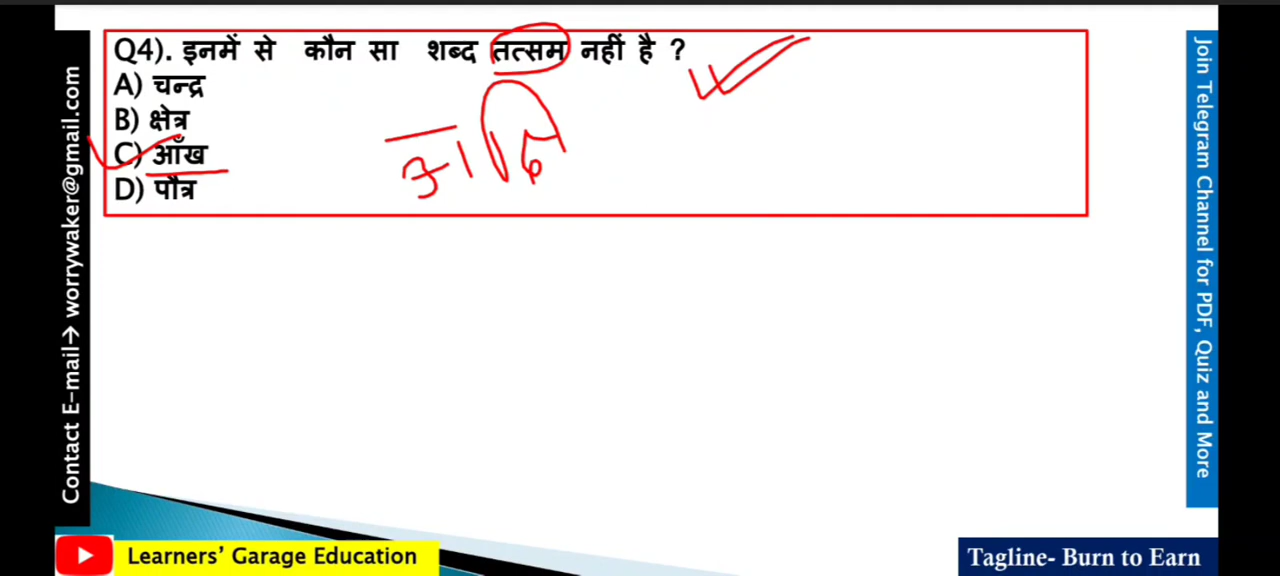 Q4). इनमें से कौन सा शब्द तत्सम नहीं है ?
A) चन्द्र
B) क्षेत्र
C) आँख
D) पौत्र
अक्षि
Contact E-mail→ worrywaker@gmail.com
Join Telegram Channel for PDF, Quiz and More
Learners’ Garage Education
Tagline- Burn to Earn